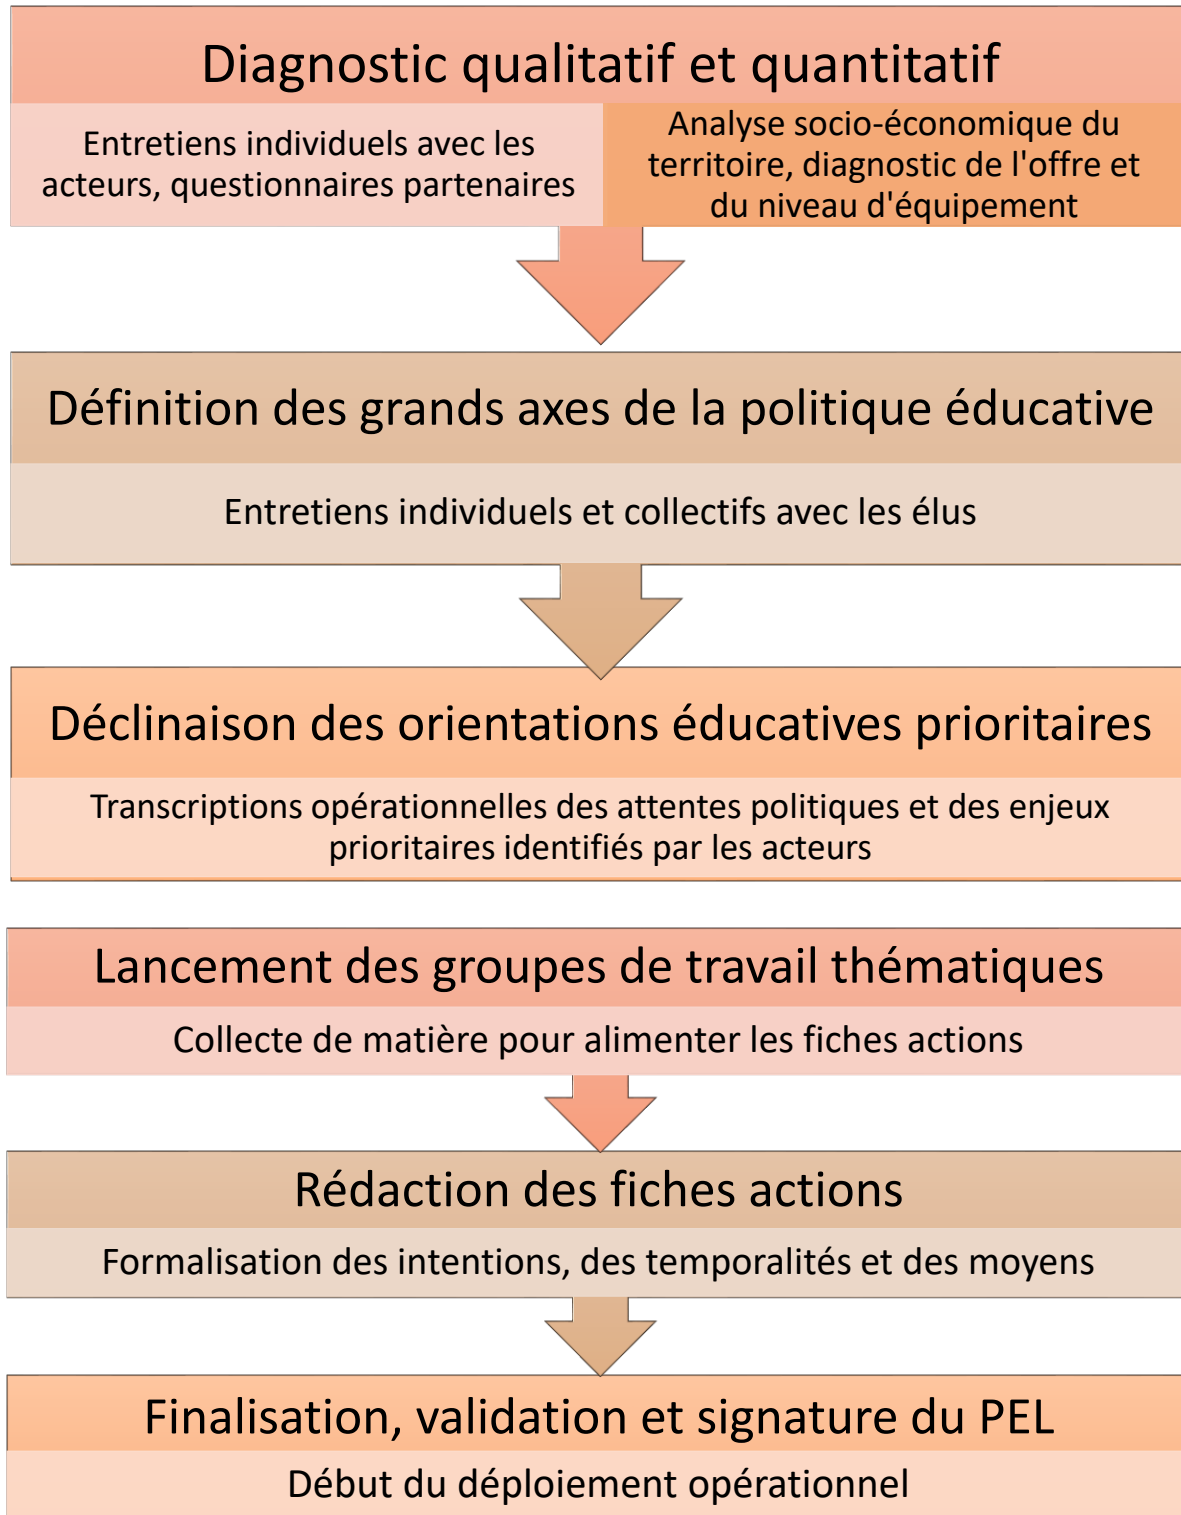 Diagnostic qualitatif et quantitatif
Entretiens individuels avec les
acteurs, questionnaires partenaires
Analyse socio-économique du
territoire, diagnostic de l'offre et
du niveau d'équipement
Définition des grands axes de la politique éducative
Entretiens individuels et collectifs avec les élus
Déclinaison des orientations éducatives prioritaires
Transcriptions opérationnelles des attentes politiques et des enjeux
prioritaires identifiés par les acteurs
Lancement des groupes de travail thématiques
Collecte de matière pour alimenter les fiches actions
Rédaction des fiches actions
Formalisation des intentions, des temporalités et des moyens
Finalisation, validation et signature du PEL
Début du déploiement opérationnel